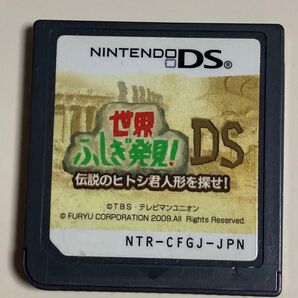 NINTENDO DS®
世界
ふしぎ発見! DS
伝説のヒトシ君人形を探せ!
©TBS・テレビマンユニオン
© FURYU CORPORATION 2009.All Rights Reserved.
NTR-CFGJ-JPN